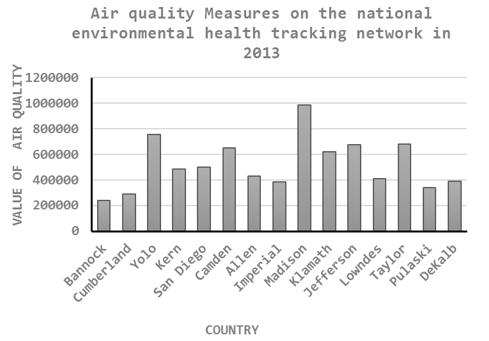 Air quality Measures on the national
environmental health tracking network in
2013
VALUE OF  AIR QUALITY
1200000
1000000
800000
600000
400000
200000
0
Bannock
Cumberland
Yolo
Kern
San Diego
Camden
Allen
Imperial
Madison
Klamath
Jefferson
Lowndes
Taylor
Pulaski
DeKalb
COUNTRY